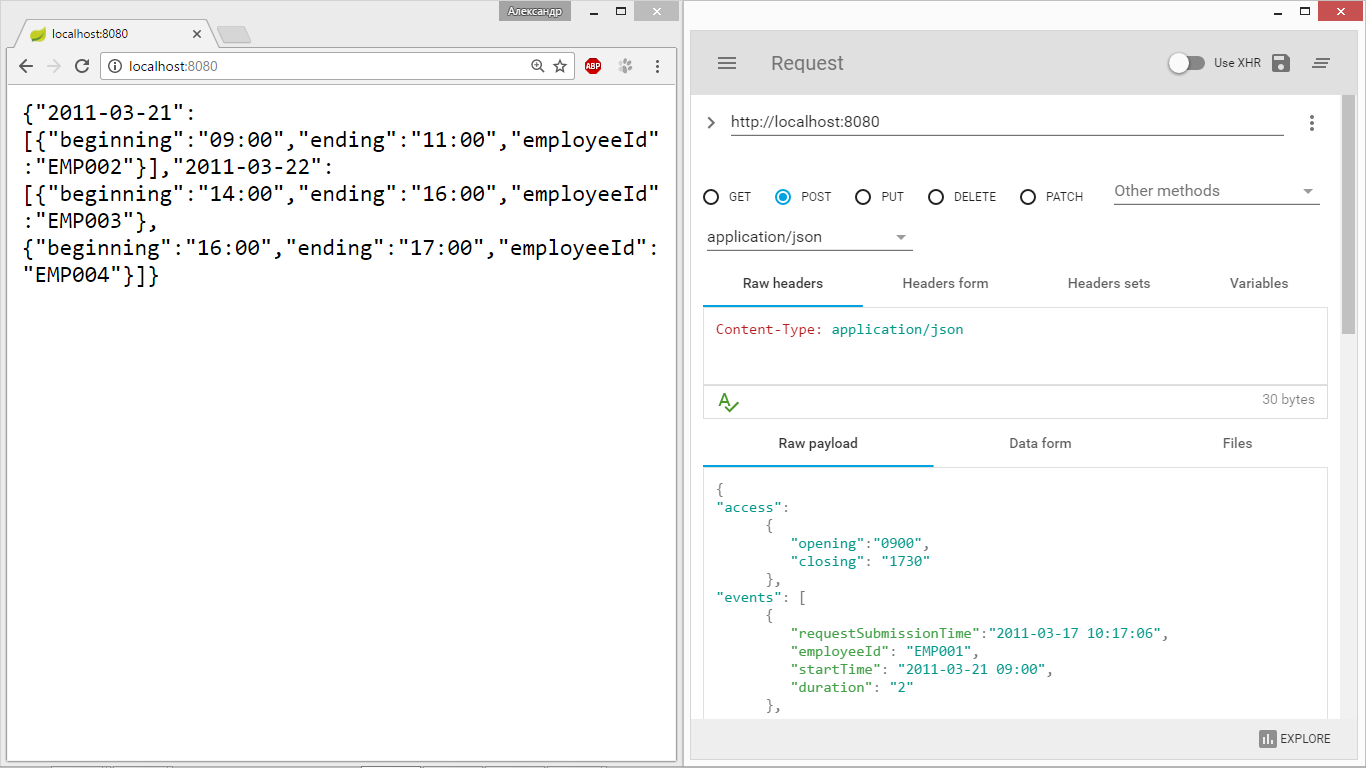 Александр
localhost:8080
localhost:8080
ABP
{"2011-03-21":
[{"beginning":"09:00","ending":"11:00","employeeId"
:"EMP002"}],"2011-03-22":
[{"beginning":"14:00","ending":"16:00","employeeId"
:"EMP003"},
{"beginning":"16:00","ending":"17:00","employeeId":
"EMP004"}]}
Request
Use XHR
http://localhost:8080
GET POST PUT DELETE PATCH Other methods
application/json
Raw headers Headers form Headers sets Variables
Content-Type: application/json
30 bytes
Raw payload Data form Files
{
"access":
{
"opening":"0900",
"closing": "1730"
},
"events": [
{
"requestSubmissionTime":"2011-03-17 10:17:06",
"employeeId": "EMP001",
"startTime": "2011-03-21 09:00",
"duration": "2"
},
EXPLORE